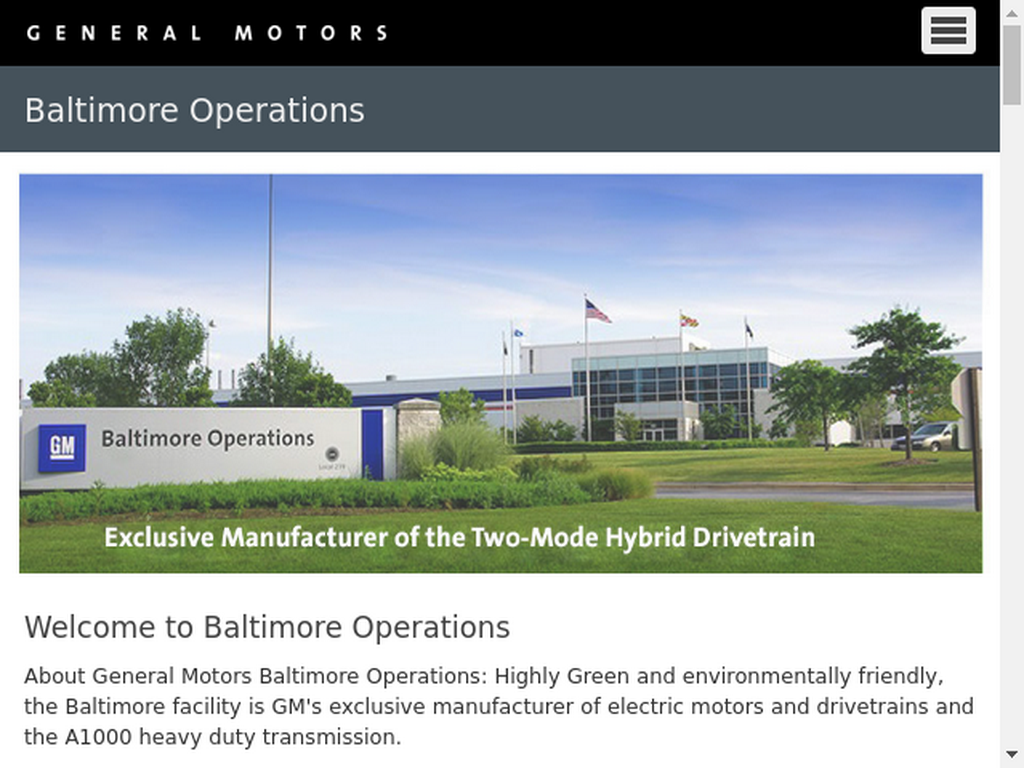 GENERAL MOTORS
Baltimore Operations
GM
Baltimore Operations
Exclusive Manufacturer of the Two-Mode Hybrid Drivetrain
Welcome to Baltimore Operations
About General Motors Baltimore Operations: Highly Green and environmentally friendly,
the Baltimore facility is GM's exclusive manufacturer of electric motors and drivetrains and
the A1000 heavy duty transmission.